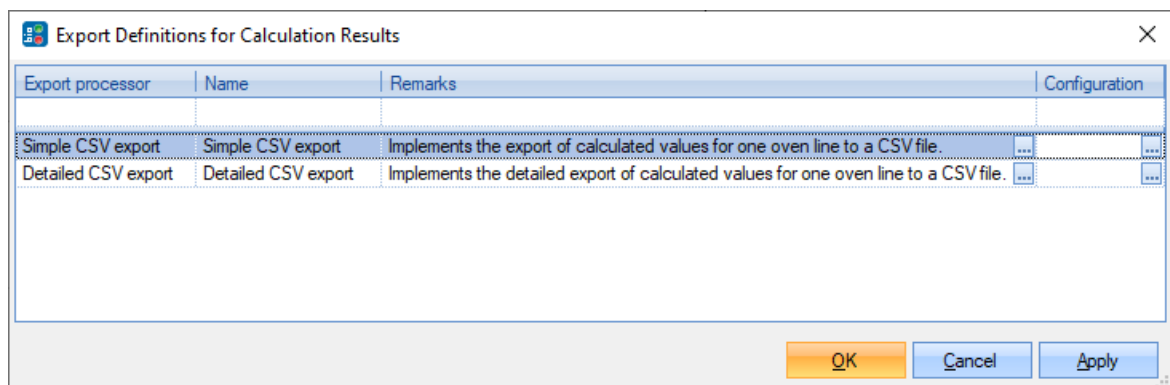 Export Definitions for Calculation Results
Export processor Name Remarks Configuration
Simple CSV export Simple CSV export Implements the export of calculated values for one oven line to a CSV file. ... ...
Detailed CSV export Detailed CSV export Implements the detailed export of calculated values for one oven line to a CSV file. ... ...
OK Cancel Apply